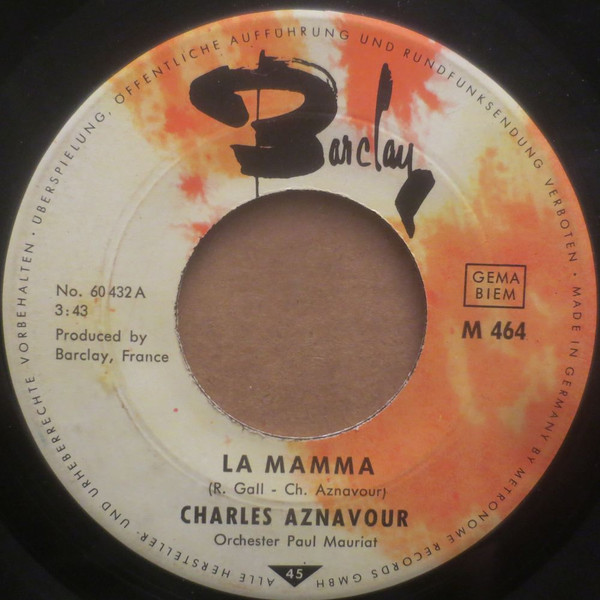 Barclay
No. 60 432 A
3:43
Produced by
Barclay, France
GEMA
BIEM
M 464
LA MAMMA
(R. Gall - Ch. Aznavour)
CHARLES AZNAVOUR
Orchester Paul Mauriat
45
ALLE HERSTELLER- UND URHEBERRECHTE VORBEHALTEN · ÜBERSPIELUNG, ÖFFENTLICHE AUFFÜHRUNG UND RUNDFUNKSENDUNG VERBOTEN · MADE IN GERMANY BY METRONOME RECORDS GMBH